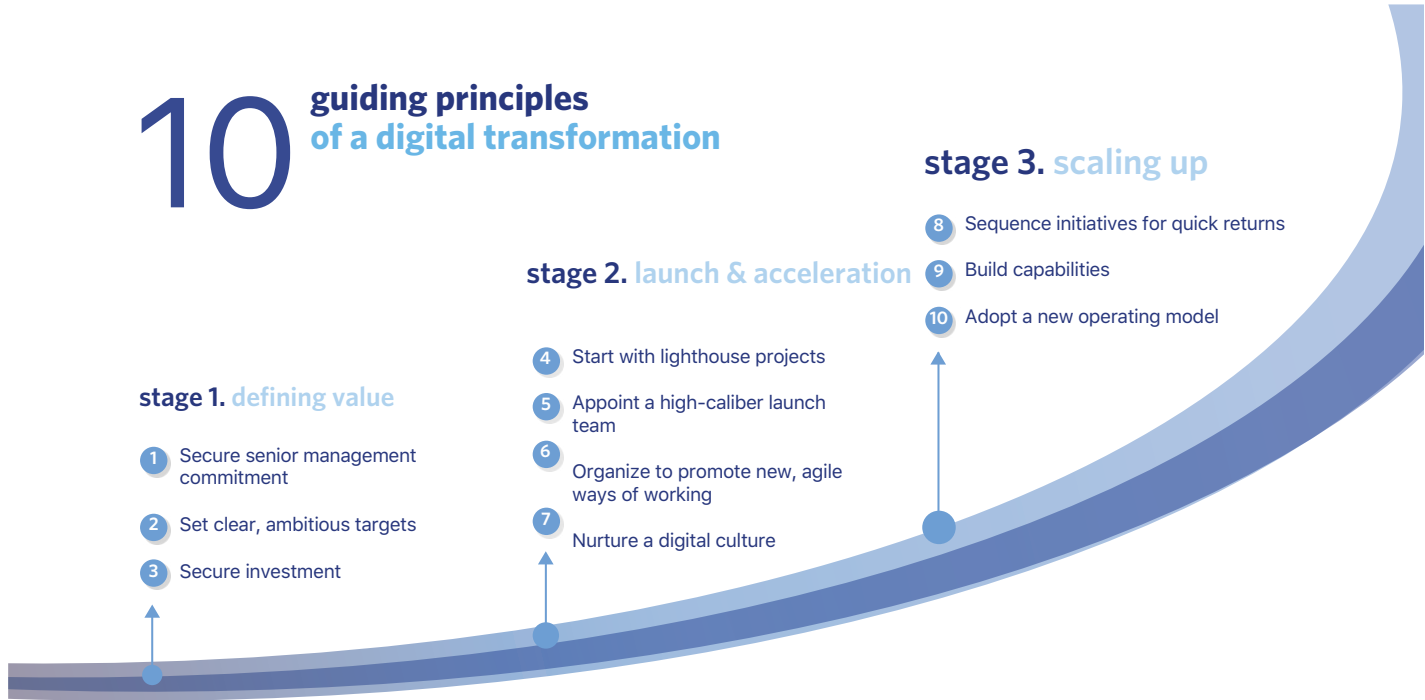 10
guiding principles
of a digital transformation
stage 1. defining value
1 Secure senior management
commitment
2 Set clear, ambitious targets
3 Secure investment
stage 2. launch & acceleration
4 Start with lighthouse projects
5 Appoint a high-caliber launch
team
6 Organize to promote new, agile
ways of working
7 Nurture a digital culture
stage 3. scaling up
8 Sequence initiatives for quick returns
9 Build capabilities
10 Adopt a new operating model